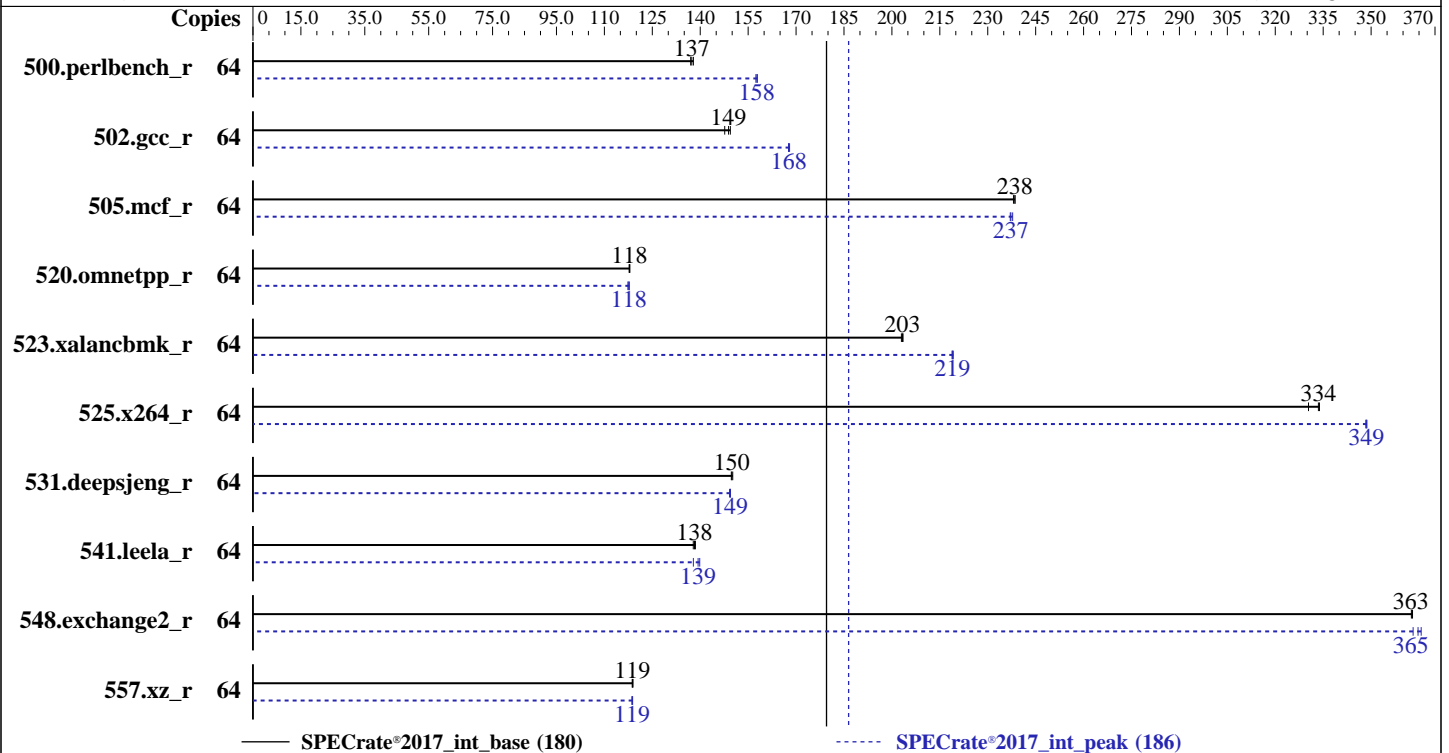 Copies 0 15.0 35.0 55.0 75.0 95.0 110 125 140 155 170 185 200 215 230 245 260 275 290 305 320 335 350 370
137
500.perlbench_r 64
158
149
502.gcc_r 64
168
238
505.mcf_r 64
237
118
520.omnetpp_r 64
118
203
523.xalancbmk_r 64
219
334
525.x264_r 64
349
150
531.deepsjeng_r 64
149
138
541.leela_r 64
139
363
548.exchange2_r 64
365
119
557.xz_r 64
119
SPECrate®2017_int_base (180) SPECrate®2017_int_peak (186)